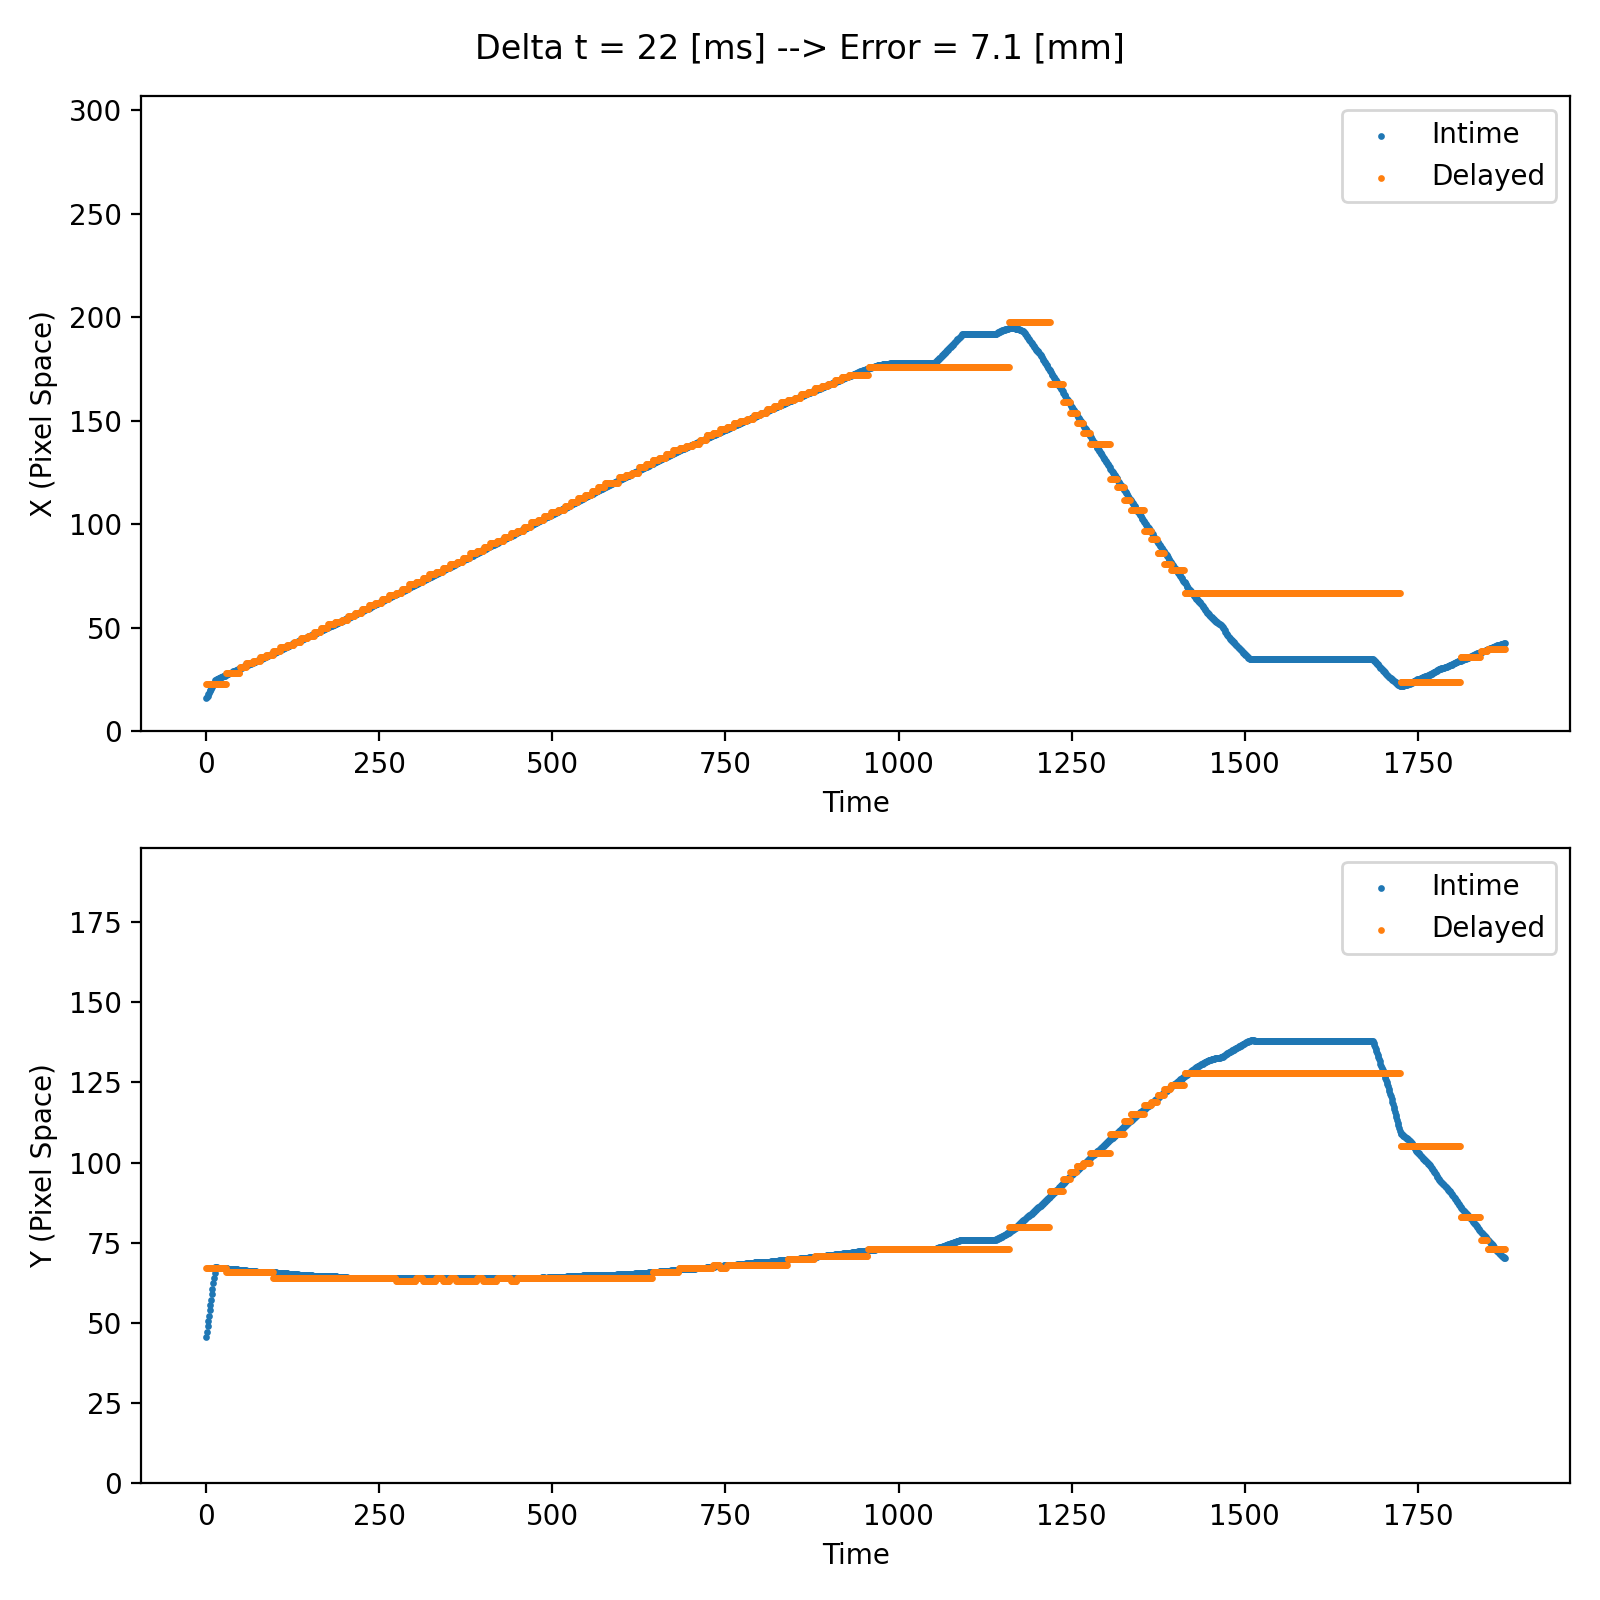 Delta t = 22 [ms] --> Error = 7.1 [mm]
300
250
200
150
100
50
0
X (Pixel Space)
Intime
Delayed
0 250 500 750 1000 1250 1500 1750
Time
175
150
125
100
75
50
25
0
Y (Pixel Space)
Intime
Delayed
0 250 500 750 1000 1250 1500 1750
Time